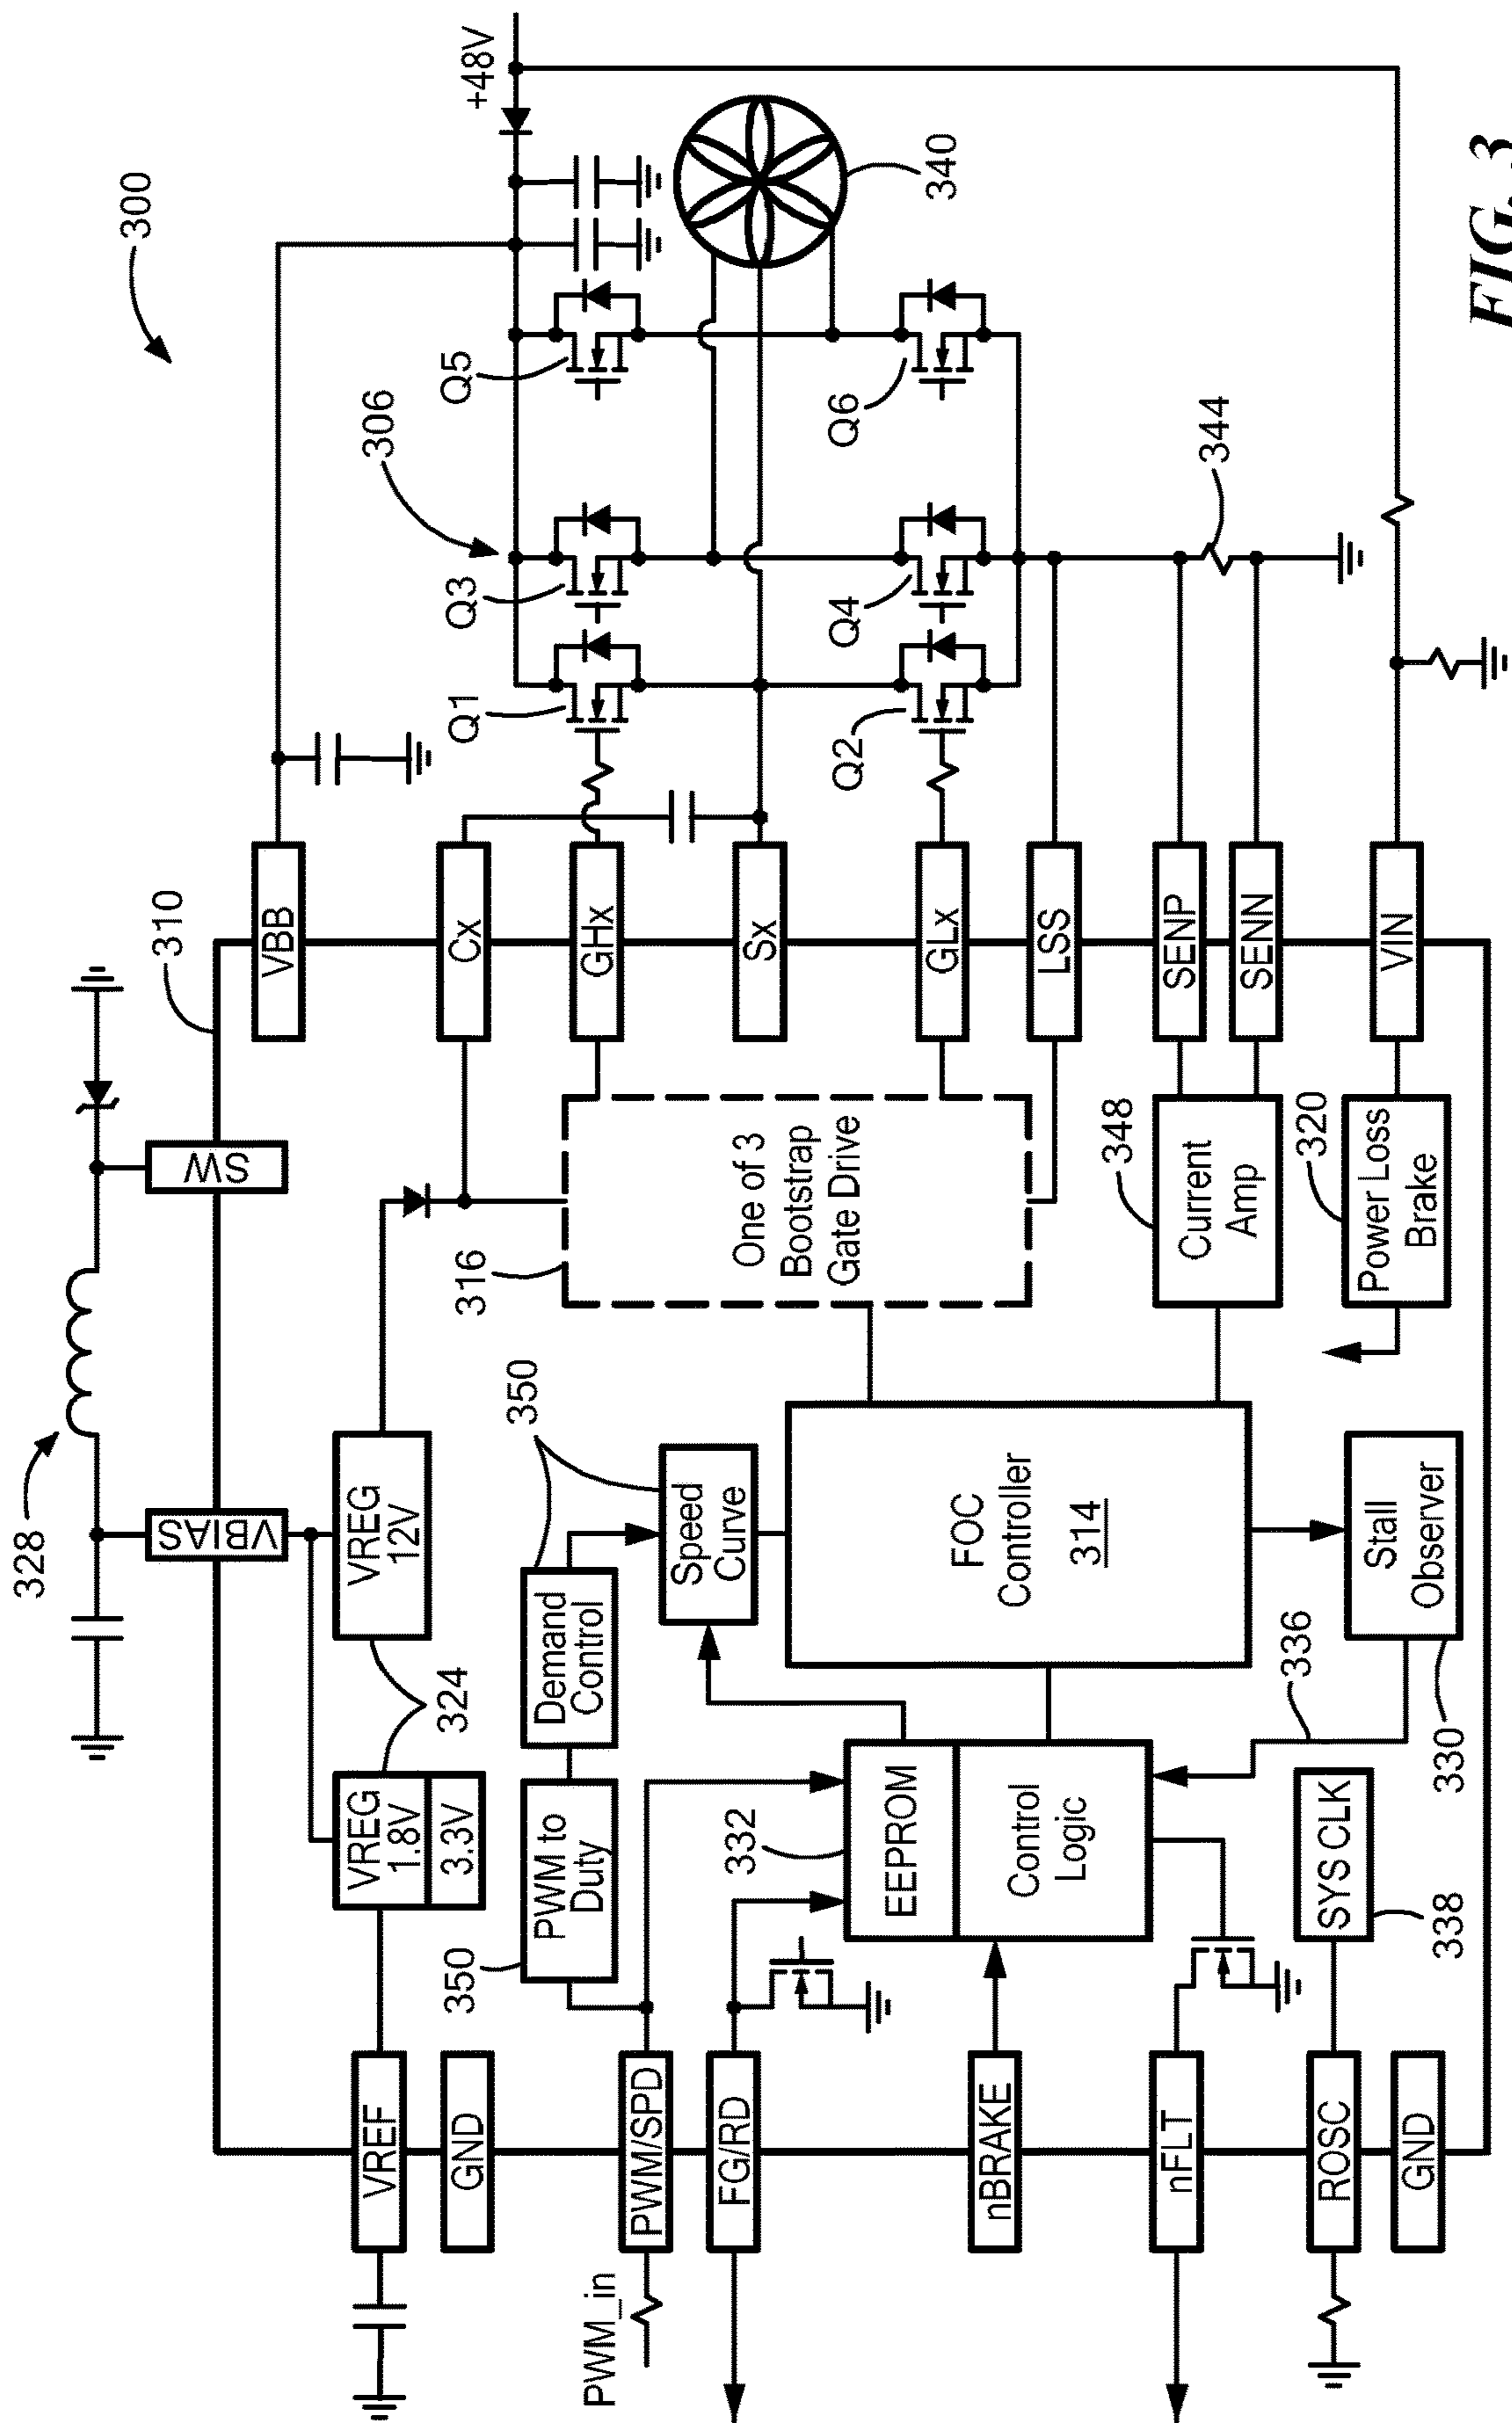 300
328
310
+48V
VBIAS
SW
VBB
324
VREF
VREG
1.8V
3.3V
VREG
12V
Cx
306
GND
350
PWM to
Duty
Demand
Control
350
316
GHx
Q1
Q3
Q5
PWM_in
PWM/SPD
Speed
Curve
One of 3
Bootstrap
Gate Drive
Sx
340
FG/RD
332
EEPROM
Control
Logic
FOC
Controller
314
GLx
Q2
Q4
Q6
nBRAKE
LSS
348
Current
Amp
SENP
SENN
344
nFLT
336
ROSC
SYS CLK
338
330
Stall
Observer
320
Power Loss
Brake
VIN
GND
FIG. 3